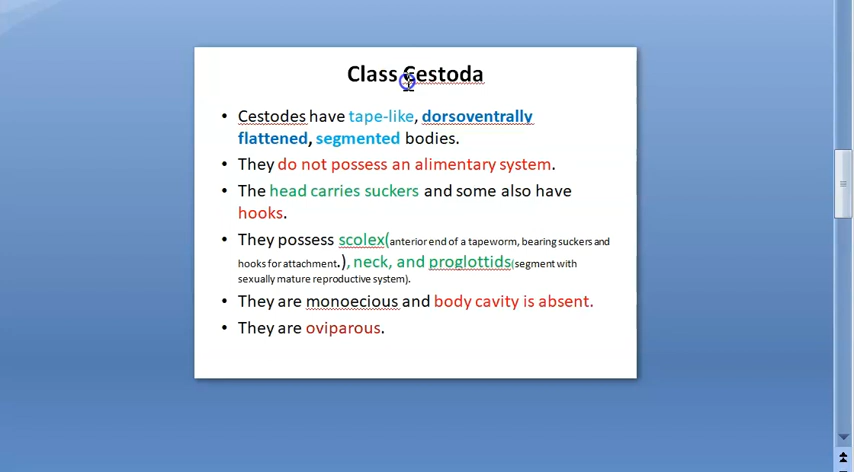 Class Cestoda
• Cestodes have tape-like, dorsoventrally
flattened, segmented bodies.
• They do not possess an alimentary system.
• The head carries suckers and some also have
hooks.
• They possess scolex(anterior end of a tapeworm, bearing suckers and
hooks for attachment.), neck, and proglottids(segment with
sexually mature reproductive system).
• They are monoecious and body cavity is absent.
• They are oviparous.